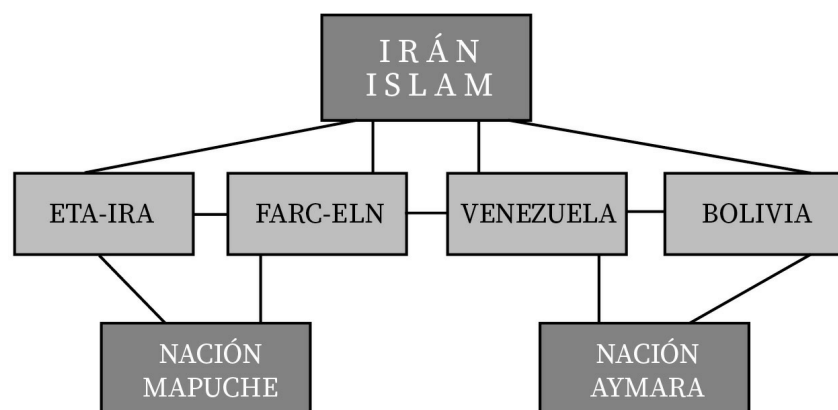 IRÁN
ISLAM
ETA-IRA
FARC-ELN
VENEZUELA
BOLIVIA
NACIÓN
MAPUCHE
NACIÓN
AYMARA